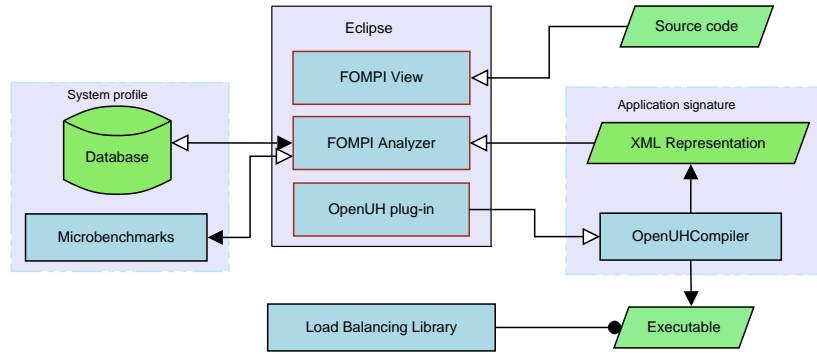 Eclipse
Source code
FOMPI View
System profile
Application signature
Database
FOMPI Analyzer
XML Representation
OpenUH plug-in
Microbenchmarks
OpenUHCompiler
Load Balancing Library
Executable